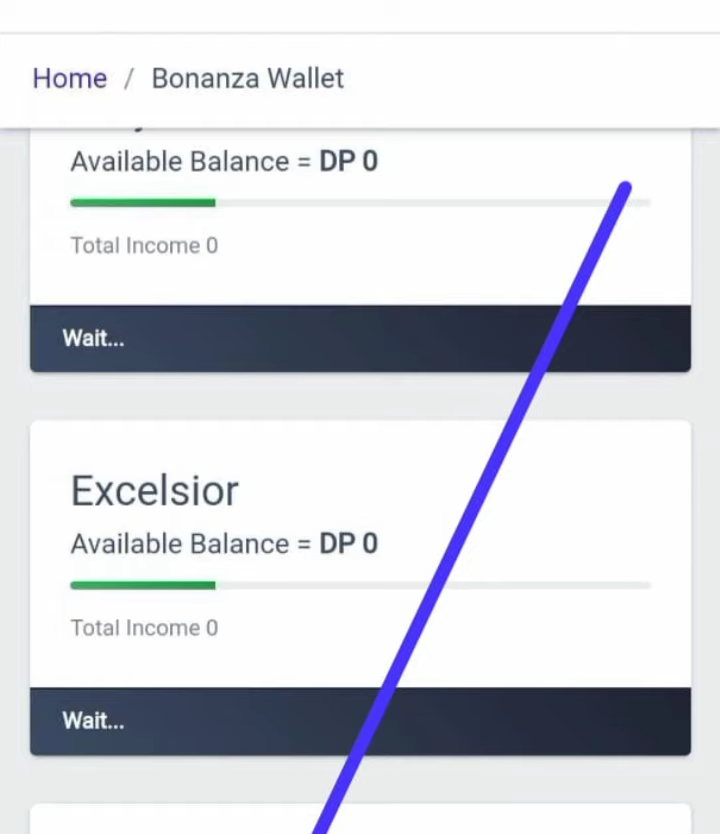 Home / Bonanza Wallet
Available Balance = DP 0
Total Income 0
Wait...
Excelsior
Available Balance = DP 0
Total Income 0
Wait...